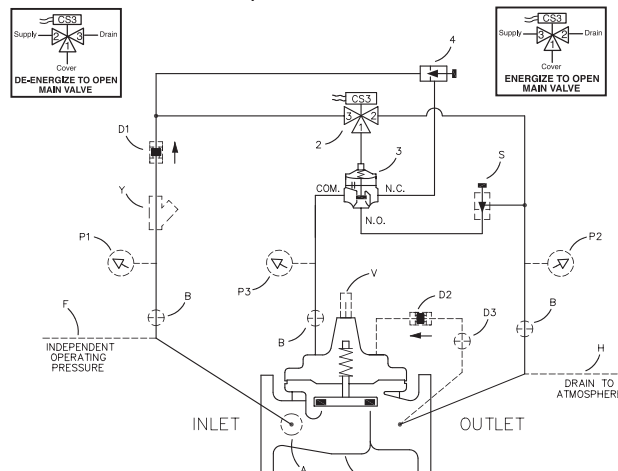 CS3
Supply
2
3
Drain
1
Cover
DE-ENERGIZE TO OPEN
MAIN VALVE
CS3
Supply
3
2
Drain
1
Cover
ENERGIZE TO OPEN
MAIN VALVE
4
CS3
3
2
1
2
D1
3
S
Y
COM.
N.C.
N.O.
P1
P3
P2
V
D2
F
B
B
D3
B
INDEPENDENT
OPERATING
PRESSURE
H
DRAIN TO
ATMOSPHERE
INLET
OUTLET